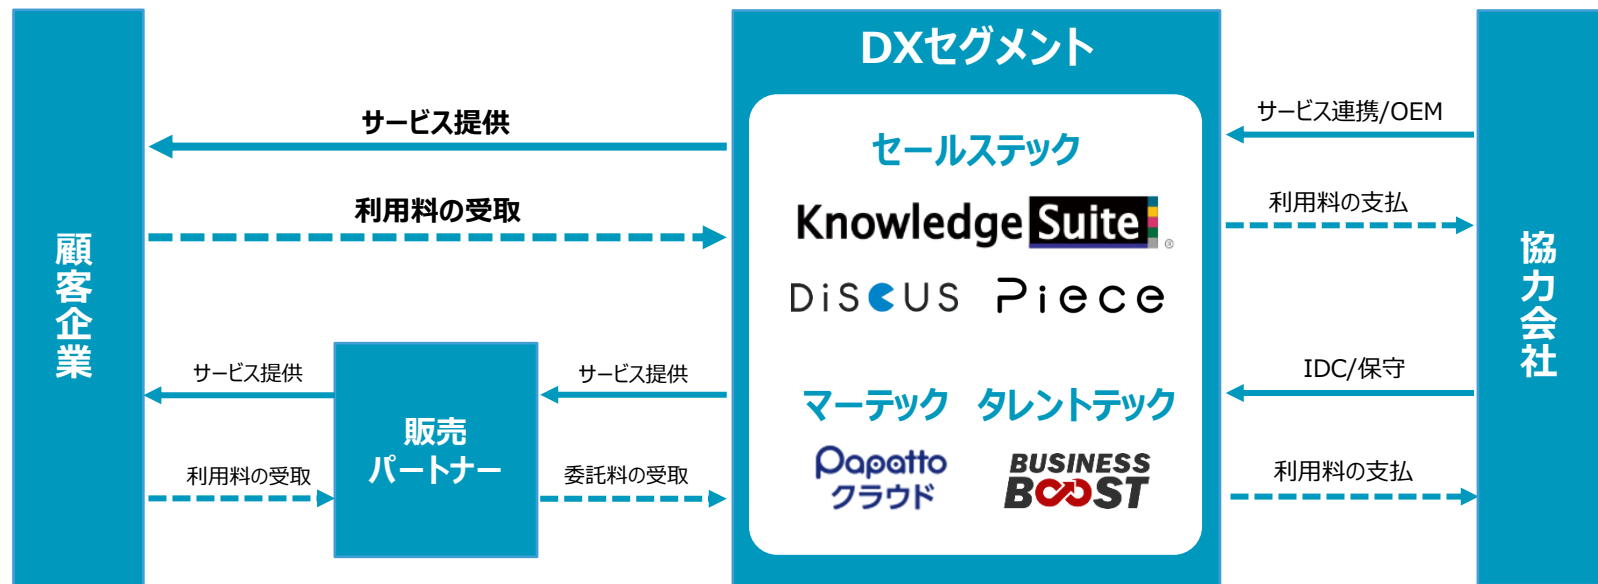 DXセグメント
顧客企業
サービス提供
利用料の受取
サービス提供
利用料の受取
販売
パートナー
サービス提供
委託料の受取
セールステック
Knowledge Suite ®
DiSCUS
Piece
マーテック
タレントテック
Papatto
クラウド
BUSINESS
BOOST
サービス連携/OEM
利用料の支払
IDC/保守
利用料の支払
協力会社